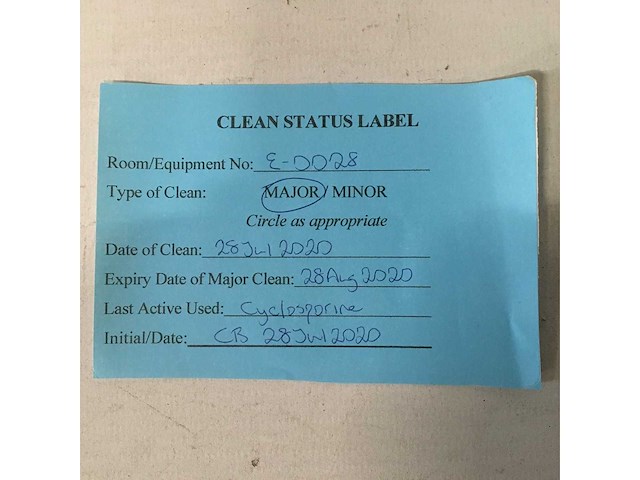 CLEAN STATUS LABEL
Room/Equipment No: E-0028
Type of Clean: MAJOR / MINOR
Circle as appropriate
Date of Clean: 28Jul2020
Expiry Date of Major Clean: 28Aug2020
Last Active Used: Cyclosporine
Initial/Date: CB 28Jul2020